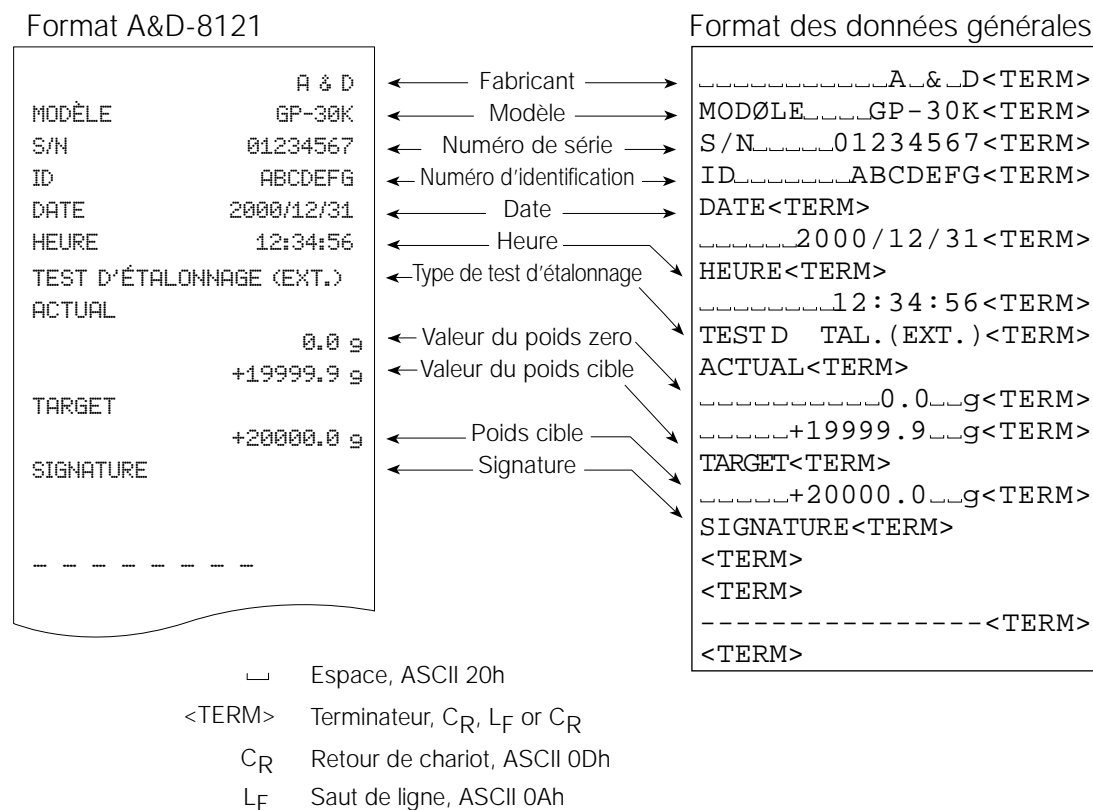 Format A&D-8121
A & D
MODÈLE GP-30K
S/N 01234567
ID ABCDEFG
DATE 2000/12/31
HEURE 12:34:56
TEST D'ÉTALONNAGE (EXT.)
ACTUAL
0.0 g
+19999.9 g
TARGET
+20000.0 g
SIGNATURE
_ _ _ _ _ _ _ _
Fabricant
Modèle
Numéro de série
Numéro d'identification
Date
Heure
Type de test d'étalonnage
Valeur du poids zero
Valeur du poids cible
Poids cible
Signature
Format des données générales
␣␣␣␣␣␣␣␣␣␣␣A␣&␣D<TERM>
MODØLE␣␣␣␣GP-30K<TERM>
S/N␣␣␣␣␣01234567<TERM>
ID␣␣␣␣␣␣␣ABCDEFG<TERM>
DATE<TERM>
␣␣␣␣␣␣2000/12/31<TERM>
HEURE<TERM>
␣␣␣␣␣␣␣␣12:34:56<TERM>
TEST D TAL.(EXT.)<TERM>
ACTUAL<TERM>
␣␣␣␣␣␣␣␣␣␣0.0␣␣g<TERM>
␣␣␣␣␣+19999.9␣␣g<TERM>
TARGET<TERM>
␣␣␣␣␣+20000.0␣␣g<TERM>
SIGNATURE<TERM>
<TERM>
<TERM>
----------------<TERM>
<TERM>
␣ Espace, ASCII 20h
<TERM> Terminateur, CR, LF or CR
CR Retour de chariot, ASCII 0Dh
LF Saut de ligne, ASCII 0Ah